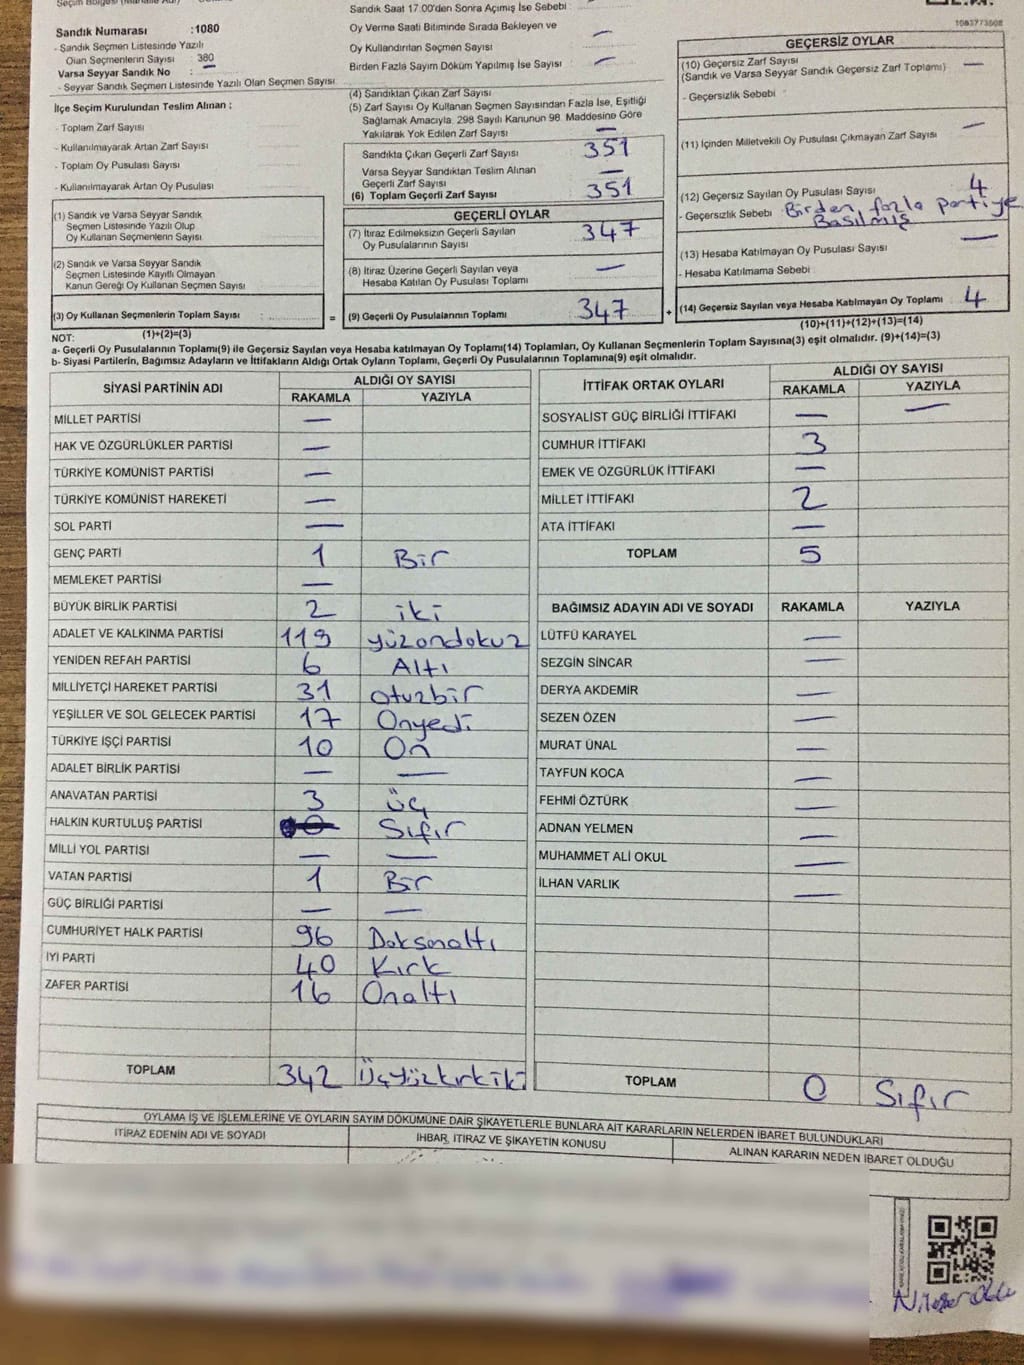 Sandık Saat 17.00'den Sonra Açımış İse Sebebi :
Sandık Numarası :1080
- Sandık Seçmen Listesinde Yazılı
Olan Seçmenlerin Sayısı 380
Varsa Seyyar Sandık No —
- Seyyar Sandık Seçmen Listesinde Yazılı Olan Seçmen Sayısı
Oy Verme Saati Bitiminde Sırada Bekleyen ve
Oy Kullandırılan Seçmen Sayısı —
Birden Fazla Sayım Döküm Yapılmış İse Sayısı —
1083773508
GEÇERSİZ OYLAR
(10) Geçersiz Zarf Sayısı —
(Sandık ve Varsa Seyyar Sandık Geçersiz Zarf Toplamı)
- Geçersizlik Sebebi
(11) İçinden Milletvekili Oy Pusulası Çıkmayan Zarf Sayısı —
(12) Geçersiz Sayılan Oy Pusulası Sayısı 4
- Geçersizlik Sebebi Birden fazla partiye
Basılmış
(13) Hesaba Katılmayan Oy Pusulası Sayısı —
- Hesaba Katılmama Sebebi
(14) Geçersiz Sayılan veya Hesaba Katılmayan Oy Toplamı 4
(10)+(11)+(12)+(13)=(14)
İlçe Seçim Kurulundan Teslim Alınan :
- Toplam Zarf Sayısı
- Kullanılmayarak Artan Zarf Sayısı
- Toplam Oy Pusulası Sayısı
- Kullanılmayarak Artan Oy Pusulası
(4) Sandıktan Çıkan Zarf Sayısı
(5) Zarf Sayısı Oy Kullanan Seçmen Sayısından Fazla İse, Eşitliği
Sağlamak Amacıyla 298 Sayılı Kanunun 98. Maddesine Göre
Yakılarak Yok Edilen Zarf Sayısı —
Sandıkta Çıkan Geçerli Zarf Sayısı 351
Varsa Seyyar Sandıktan Teslim Alınan —
Geçerli Zarf Sayısı
(6) Toplam Geçerli Zarf Sayısı 351
GEÇERLİ OYLAR
(7) İtiraz Edilmeksizin Geçerli Sayılan 347
Oy Pusulalarının Sayısı
(8) İtiraz Üzerine Geçerli Sayılan veya —
Hesaba Katılan Oy Pusulası Toplamı
(9) Geçerli Oy Pusulalarının Toplamı 347 +
(1) Sandık ve Varsa Seyyar Sandık
Seçmen Listesinde Yazılı Olup
Oy Kullanan Seçmenlerin Sayısı
(2) Sandık ve Varsa Seyyar Sandık
Seçmen Listesinde Kayıtlı Olmayan
Kanun Gereği Oy Kullanan Seçmen Sayısı
(3) Oy Kullanan Seçmenlerin Toplam Sayısı : =
(1)+(2)=(3)
NOT:
a- Geçerli Oy Pusulalarının Toplamı(9) ile Geçersiz Sayılan veya Hesaba katılmayan Oy Toplamı(14) Toplamları, Oy Kullanan Seçmenlerin Toplam Sayısına(3) eşit olmalıdır. (9)+(14)=(3)
b- Siyasi Partilerin, Bağımsız Adayların ve İttifakların Aldığı Ortak Oyların Toplamı, Geçerli Oy Pusulalarının Toplamına(9) eşit olmalıdır.
SİYASİ PARTİNİN ADI ALDIĞI OY SAYISI
RAKAMLA YAZIYLA
MİLLET PARTİSİ —
HAK VE ÖZGÜRLÜKLER PARTİSİ —
TÜRKİYE KOMÜNİST PARTİSİ —
TÜRKİYE KOMÜNİST HAREKETİ —
SOL PARTİ —
GENÇ PARTİ 1 Bir
MEMLEKET PARTİSİ —
BÜYÜK BİRLİK PARTİSİ 2 iki
ADALET VE KALKINMA PARTİSİ 119 yüzondokuz
YENİDEN REFAH PARTİSİ 6 Altı
MİLLİYETÇİ HAREKET PARTİSİ 31 otuzbir
YEŞİLLER VE SOL GELECEK PARTİSİ 17 Onyedi
TÜRKİYE İŞÇİ PARTİSİ 10 On
ADALET BİRLİK PARTİSİ — —
ANAVATAN PARTİSİ 3 üç
HALKIN KURTULUŞ PARTİSİ 0 Sıfır
MİLLİ YOL PARTİSİ — —
VATAN PARTİSİ 1 Bir
GÜÇ BİRLİĞİ PARTİSİ — —
CUMHURİYET HALK PARTİSİ 96 Doksanaltı
İYİ PARTİ 40 Kırk
ZAFER PARTİSİ 16 Onaltı
TOPLAM 342 Üçyüzkırkiki
İTTİFAK ORTAK OYLARI ALDIĞI OY SAYISI
RAKAMLA YAZIYLA
SOSYALİST GÜÇ BİRLİĞİ İTTİFAKI — —
CUMHUR İTTİFAKI 3
EMEK VE ÖZGÜRLÜK İTTİFAKI —
MİLLET İTTİFAKI 2
ATA İTTİFAKI —
TOPLAM 5
BAĞIMSIZ ADAYIN ADI VE SOYADI RAKAMLA YAZIYLA
LÜTFÜ KARAYEL —
SEZGİN SİNCAR —
DERYA AKDEMİR —
SEZEN ÖZEN —
MURAT ÜNAL —
TAYFUN KOCA —
FEHMİ ÖZTÜRK —
ADNAN YELMEN —
MUHAMMET ALİ OKUL —
İLHAN VARLIK —
TOPLAM 0 Sıfır
OYLAMA İŞ VE İŞLEMLERİNE VE OYLARIN SAYIM DÖKÜMÜNE DAİR ŞİKAYETLERLE BUNLARA AİT KARARLARIN NELERDEN İBARET BULUNDUKLARI
İTİRAZ EDENİN ADI VE SOYADI İHBAR, İTİRAZ VE ŞİKAYETİN KONUSU ALINAN KARARIN NEDEN İBARET OLDUĞU